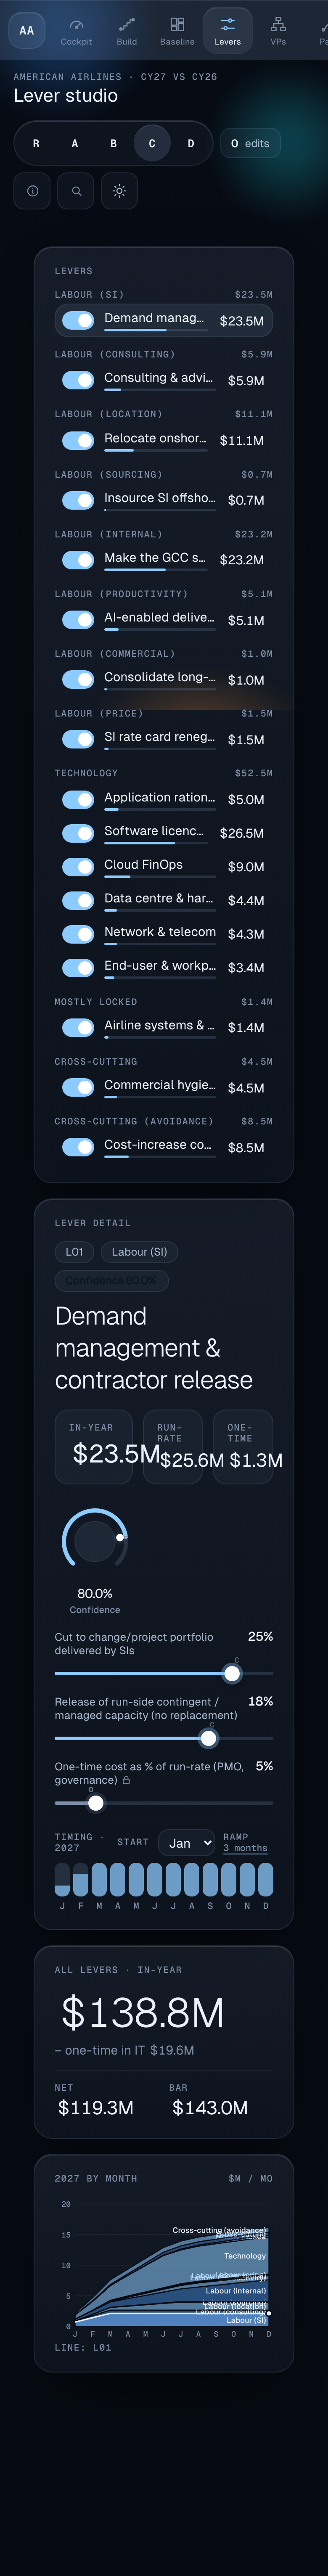 AA
Cockpit
Build
Baseline
Levers
VPs
AMERICAN AIRLINES · CY27 VS CY26
Lever studio
R A B C D
0 edits
LEVERS
LABOUR (SI) $23.5M
Demand manag... $23.5M
LABOUR (CONSULTING) $5.9M
Consulting & advi... $5.9M
LABOUR (LOCATION) $11.1M
Relocate onshor... $11.1M
LABOUR (SOURCING) $0.7M
Insource SI offsho... $0.7M
LABOUR (INTERNAL) $23.2M
Make the GCC s... $23.2M
LABOUR (PRODUCTIVITY) $5.1M
AI-enabled delive... $5.1M
LABOUR (COMMERCIAL) $1.0M
Consolidate long-... $1.0M
LABOUR (PRICE) $1.5M
SI rate card reneg... $1.5M
TECHNOLOGY $52.5M
Application ration... $5.0M
Software licenc... $26.5M
Cloud FinOps $9.0M
Data centre & har... $4.4M
Network & telecom $4.3M
End-user & workp... $3.4M
MOSTLY LOCKED $1.4M
Airline systems & ... $1.4M
CROSS-CUTTING $4.5M
Commercial hygie... $4.5M
CROSS-CUTTING (AVOIDANCE) $8.5M
Cost-increase co... $8.5M
LEVER DETAIL
L01 Labour (SI)
Confidence 80.0%
Demand
management &
contractor release
IN-YEAR
$23.5M
RUN-
RATE
$25.6M
ONE-
TIME
$1.3M
80.0%
Confidence
Cut to change/project portfolio
delivered by SIs
25%
C
Release of run-side contingent /
managed capacity (no replacement)
18%
C
One-time cost as % of run-rate (PMO,
governance)
5%
TIMING ·
2027
START Jan
RAMP
3 months
J F M A M J J A S O N D
ALL LEVERS · IN-YEAR
$138.8M
– one-time in IT $19.6M
NET
$119.3M
BAR
$143.0M
2027 BY MONTH $M / MO
20
15
10
5
0
Cross-cutting (avoidance)
Technology
Labour (internal)
Labour (location)
Labour (consulting)
Labour (SI)
J F M A M J J A S O N D
LINE: L01